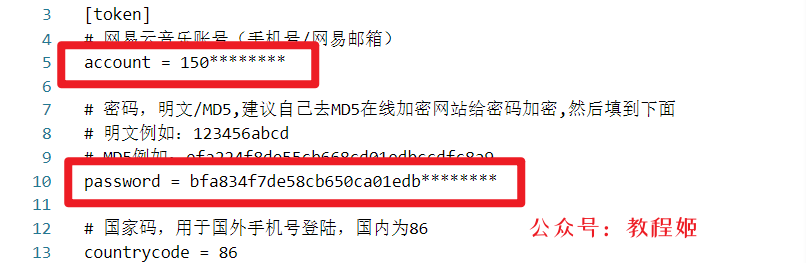 3 [token]
4 # 网易云音乐账号（手机号/网易邮箱）
5 account = 150********
6
7 # 密码，明文/MD5,建议自己去MD5在线加密网站给密码加密,然后填到下面
8 # 明文例如：123456abcd
9 # MD5例如：efa224f8de55cb668cd01edbccdfc8a9
10 password = bfa834f7de58cb650ca01edb********
11
12 # 国家码，用于国外手机号登陆，国内为86
公众号：教程姬
13 countrycode = 86